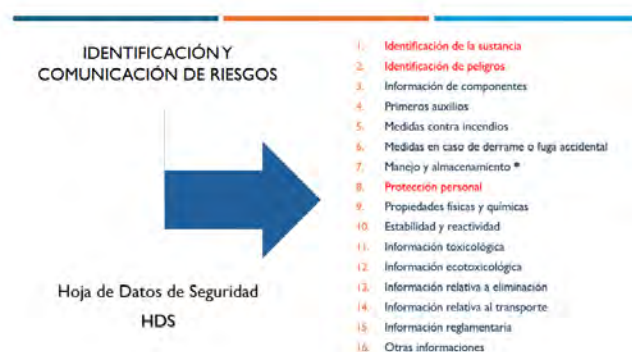 IDENTIFICACIÓN Y
COMUNICACIÓN DE RIESGOS
Hoja de Datos de Seguridad
HDS
1. Identificación de la sustancia
2. Identificación de peligros
3. Información de componentes
4. Primeros auxilios
5. Medidas contra incendios
6. Medidas en caso de derrame o fuga accidental
7. Manejo y almacenamiento *
8. Protección personal
9. Propiedades físicas y químicas
10. Estabilidad y reactividad
11. Información toxicológica
12. Información ecotoxicológica
13. Información relativa a eliminación
14. Información relativa al transporte
15. Información reglamentaria
16. Otras informaciones